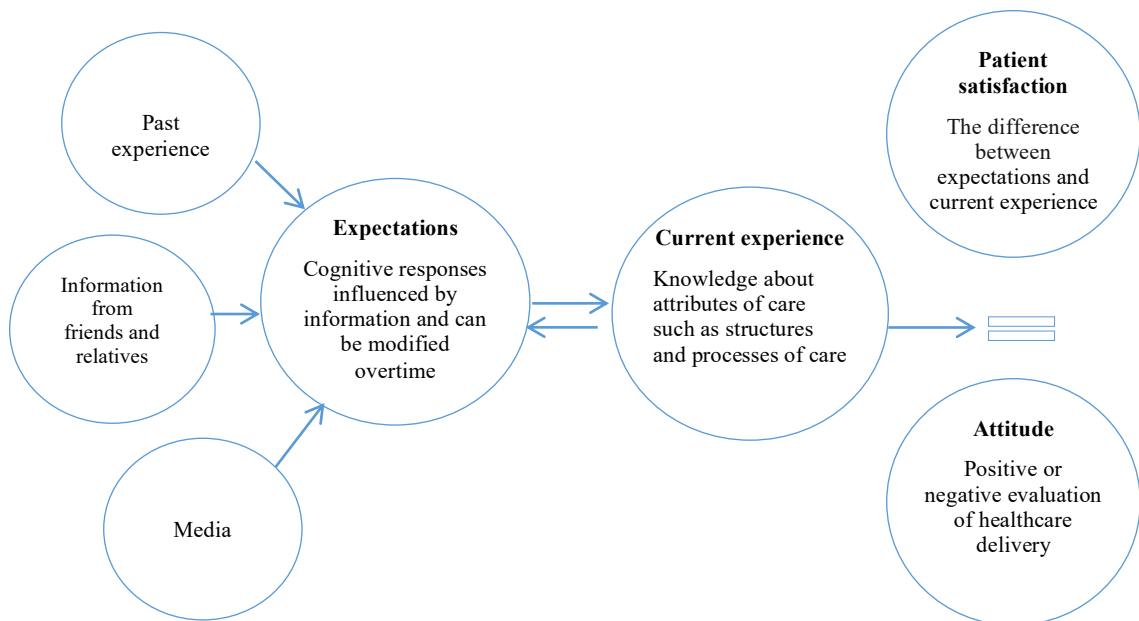 Past
experience
Information
from
friends and
relatives
Media
Expectations
Cognitive responses
influenced by
information and can
be modified
overtime
Current experience
Knowledge about
attributes of care
such as structures
and processes of care
Patient
satisfaction
The difference
between
expectations and
current experience
Attitude
Positive or
negative evaluation
of healthcare
delivery